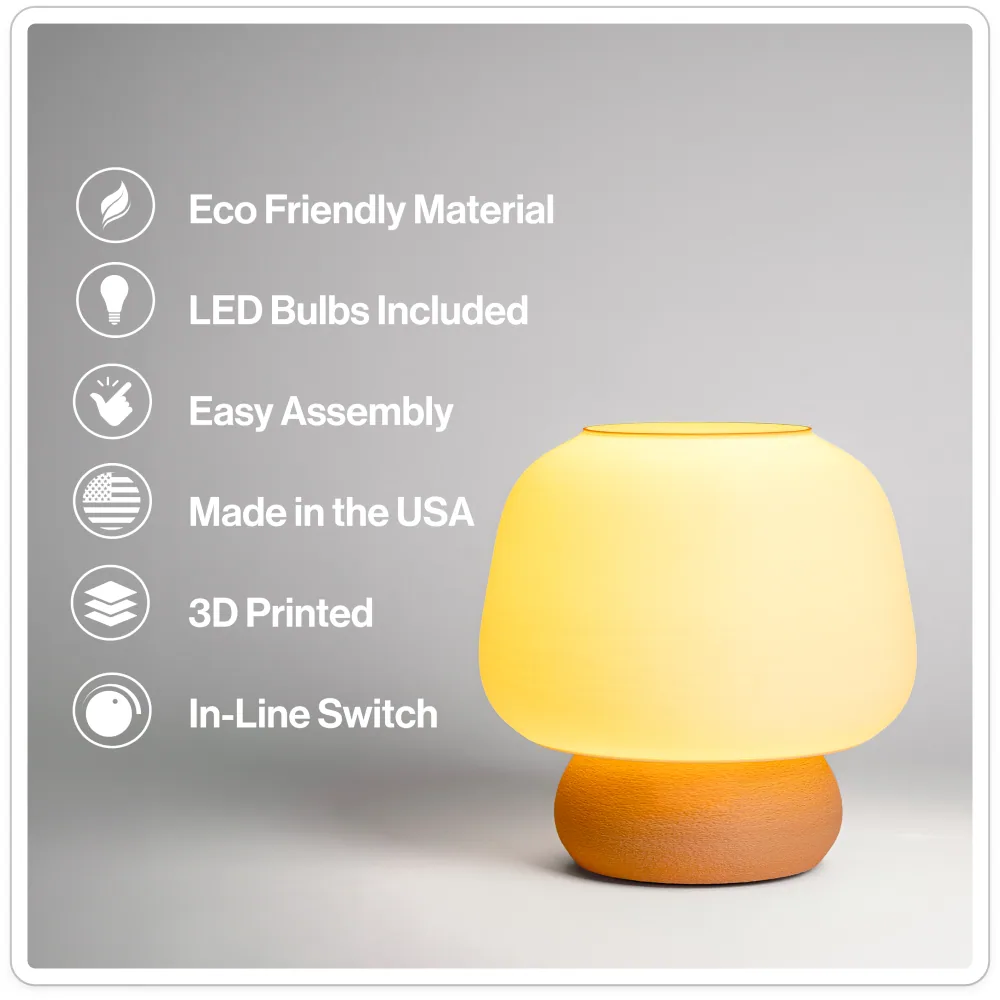 Eco Friendly Material
LED Bulbs Included
Easy Assembly
Made in the USA
3D Printed
In-Line Switch